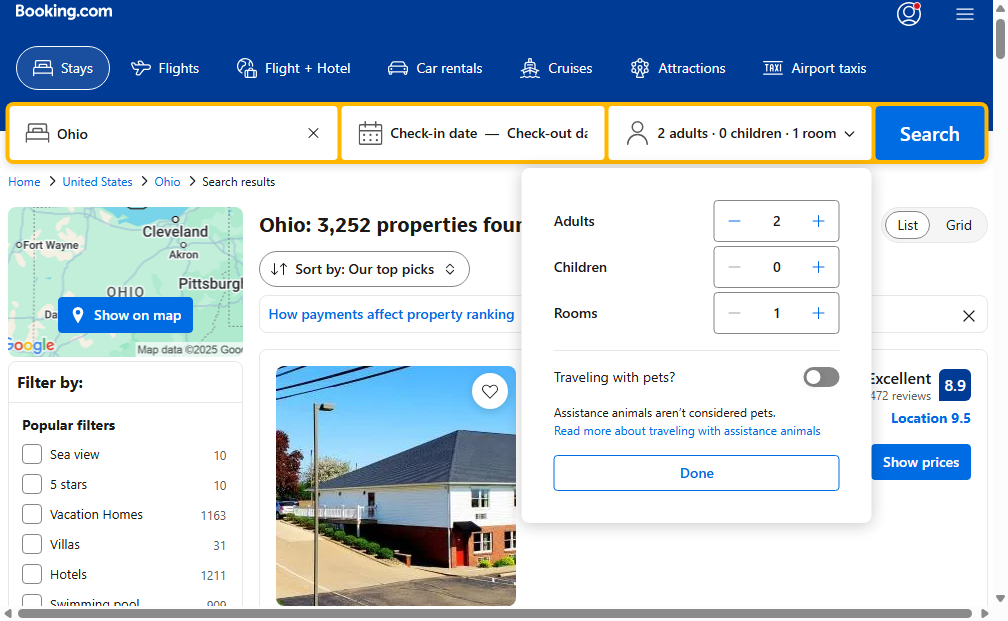 Booking.com
Stays
Flights
Flight + Hotel
Car rentals
Cruises
Attractions
TAXI
Airport taxis
Ohio
Check-in date — Check-out da
2 adults · 0 children · 1 room
Search
Home
United States
Ohio
Search results
Fort Wayne
Cleveland
Akron
Pittsburgh
OHIO
Da
Show on map
Google
Map data ©2025 Goo
Ohio: 3,252 properties four
List
Grid
Sort by: Our top picks
How payments affect property ranking
Adults
2
Children
0
Rooms
1
Traveling with pets?
Assistance animals aren't considered pets.
Read more about traveling with assistance animals
Done
Excellent
472 reviews
8.9
Location 9.5
Show prices
Filter by:
Popular filters
Sea view 10
5 stars 10
Vacation Homes 1163
Villas 31
Hotels 1211
Swimming pool 909